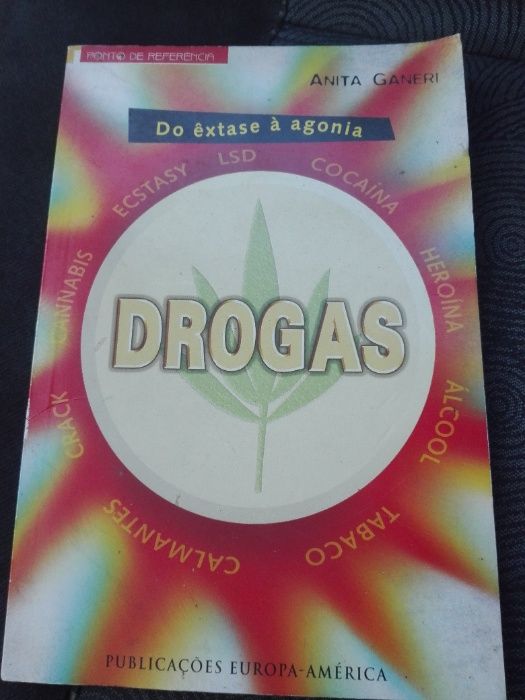 PONTO DE REFERÊNCIA
ANITA GANERI
Do êxtase à agonia
LSD
COCAÍNA
HEROÍNA
ÁLCOOL
TABACO
CALMANTES
CRACK
CANNABIS
ECSTASY
DROGAS
PUBLICAÇÕES EUROPA-AMÉRICA